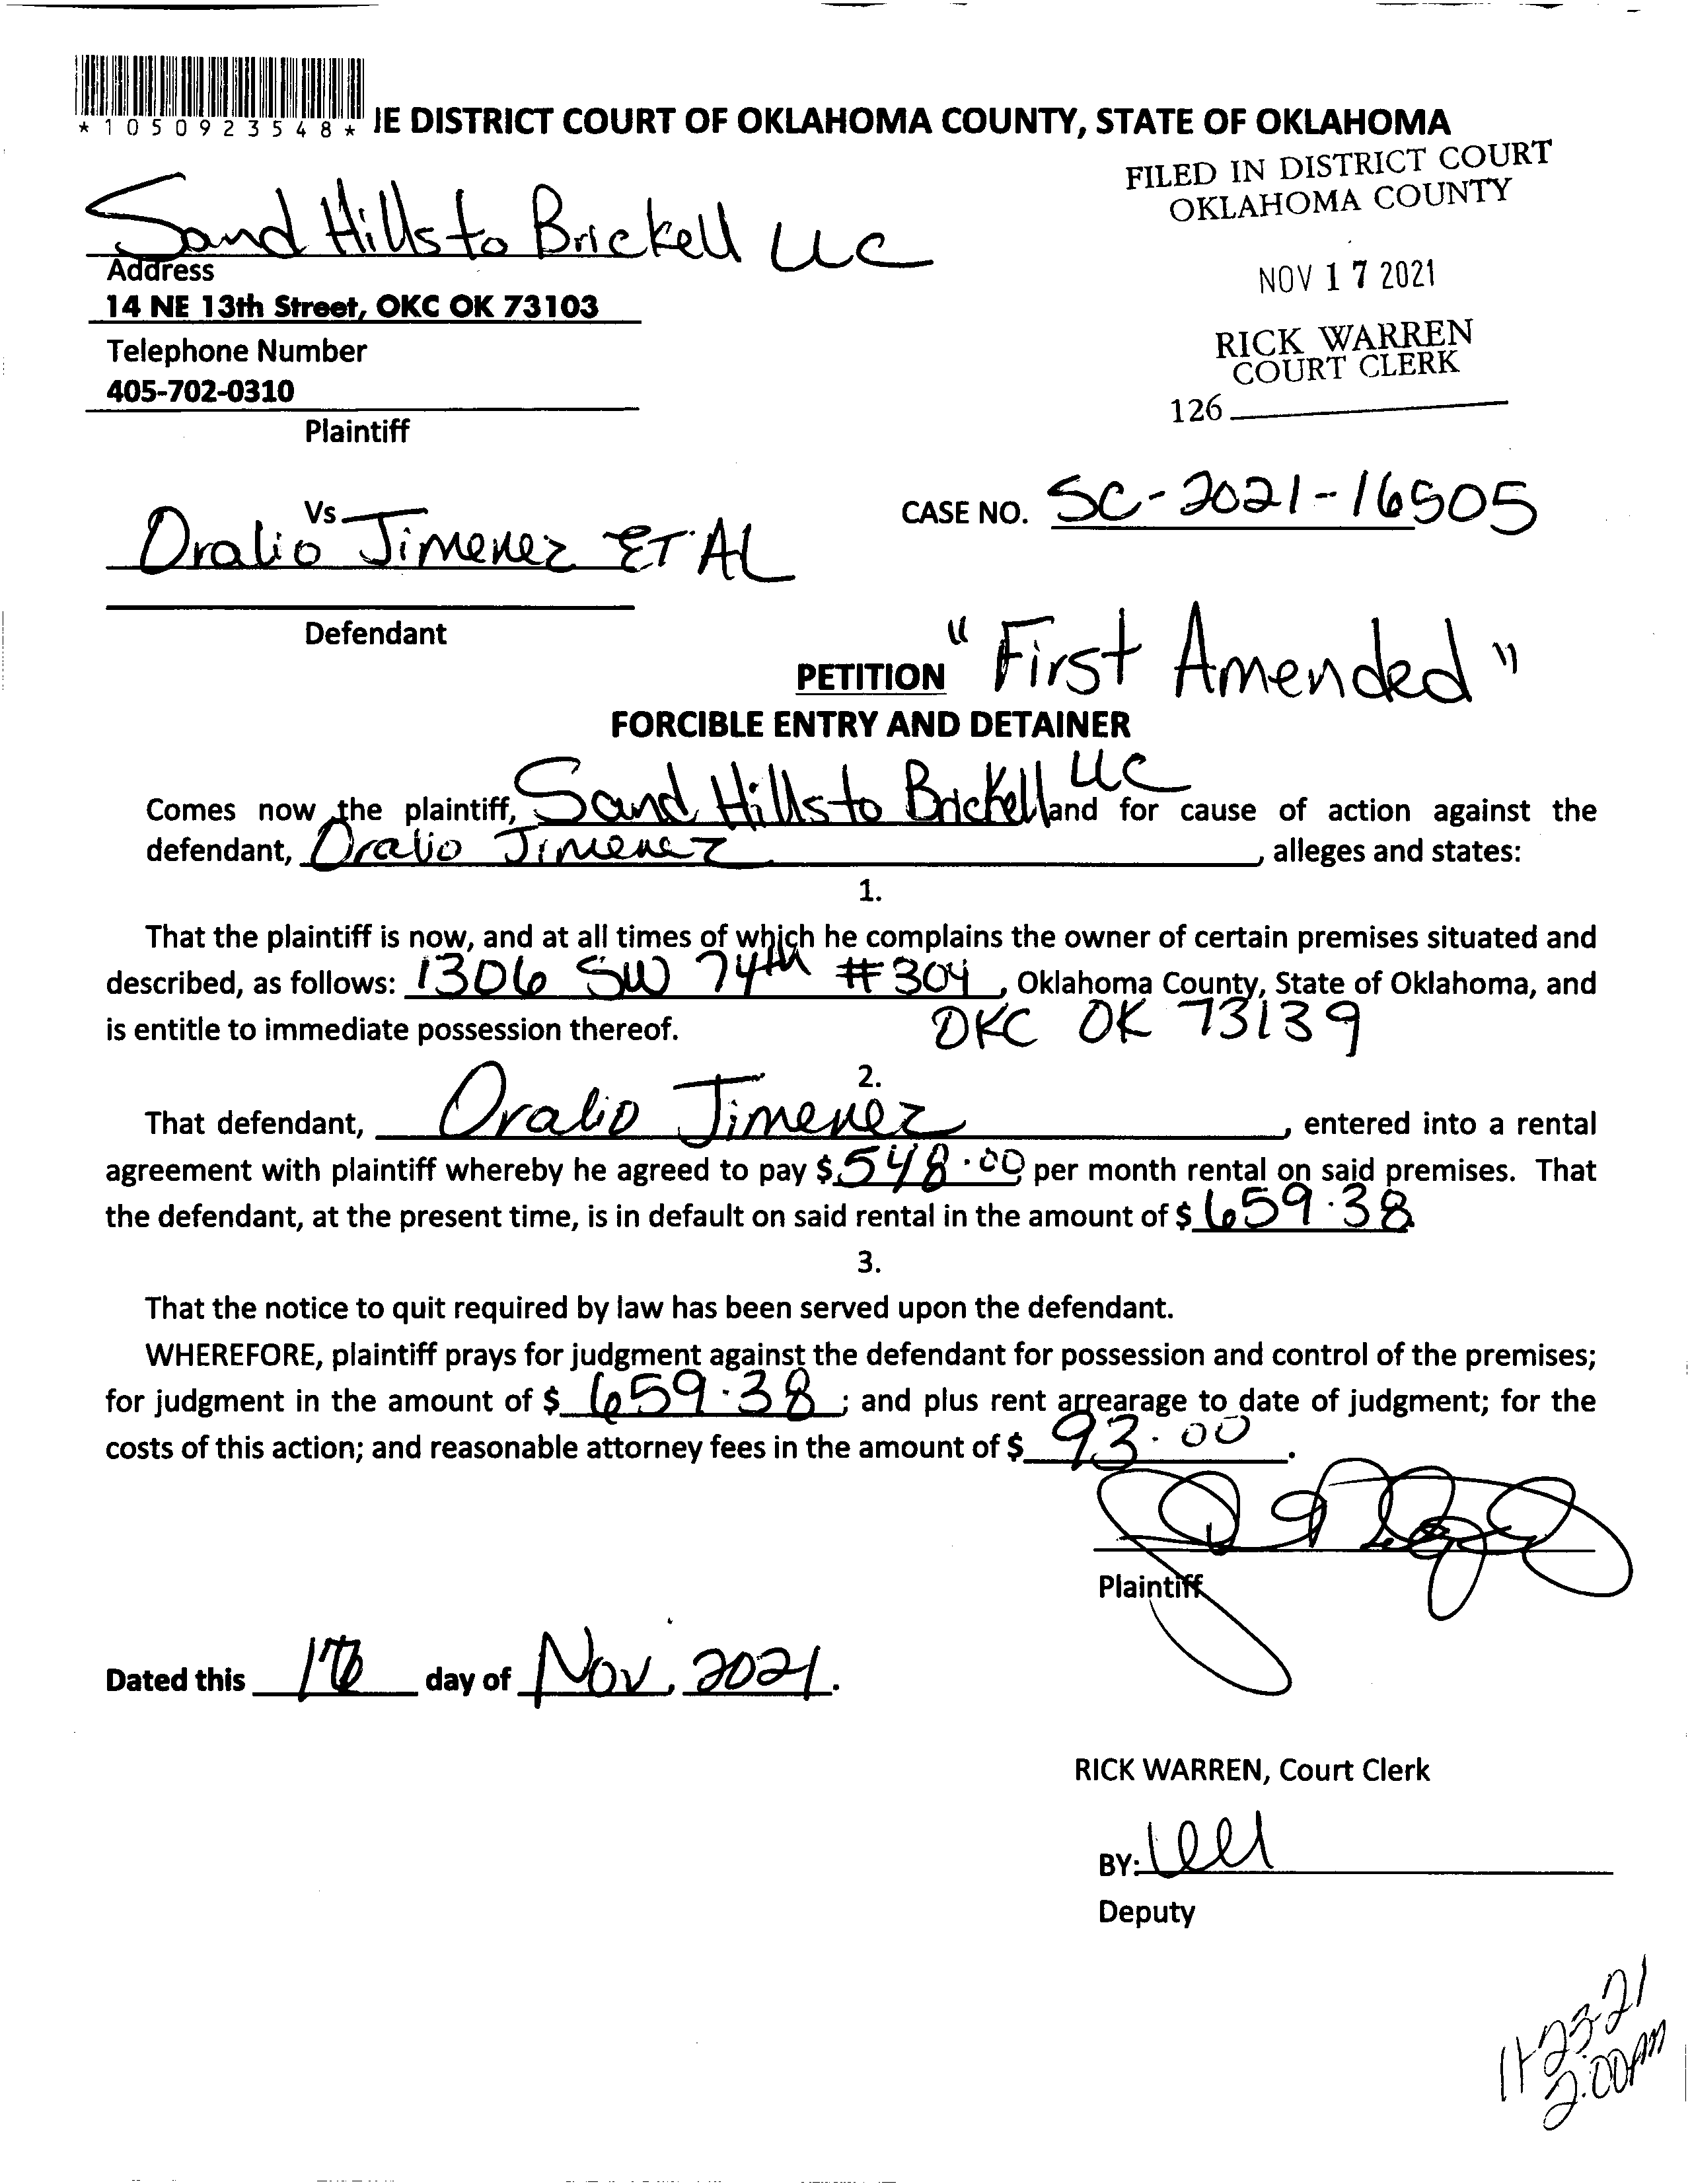 *1050923548* IE DISTRICT COURT OF OKLAHOMA COUNTY, STATE OF OKLAHOMA
FILED IN DISTRICT COURT
OKLAHOMA COUNTY
Sand Hills to Brickell LLC
Address
NOV 17 2021
14 NE 13th Street, OKC OK 73103
Telephone Number
RICK WARREN
COURT CLERK
405-702-0310
126
Plaintiff
Vs
CASE NO. SC-2021-16505
Oralio Jimenez ET AL
Defendant
PETITION "First Amended"
FORCIBLE ENTRY AND DETAINER
Comes now the plaintiff, Sand Hills to Brickell LLC and for cause of action against the
defendant, Oralio Jimenez, alleges and states:
1.
That the plaintiff is now, and at all times of which he complains the owner of certain premises situated and
described, as follows: 1306 SW 74th #304, Oklahoma County, State of Oklahoma, and
is entitle to immediate possession thereof. OKC OK 73139
2.
That defendant, Oralio Jimenez, entered into a rental
agreement with plaintiff whereby he agreed to pay $ 548.00 per month rental on said premises. That
the defendant, at the present time, is in default on said rental in the amount of $ 659.38
3.
That the notice to quit required by law has been served upon the defendant.
WHEREFORE, plaintiff prays for judgment against the defendant for possession and control of the premises;
for judgment in the amount of $ 659.38; and plus rent arrearage to date of judgment; for the
costs of this action; and reasonable attorney fees in the amount of $ 93.00.
Plaintiff
Dated this day of Nov, 2021.
RICK WARREN, Court Clerk
BY:
Deputy
11-23-21
2:00PM